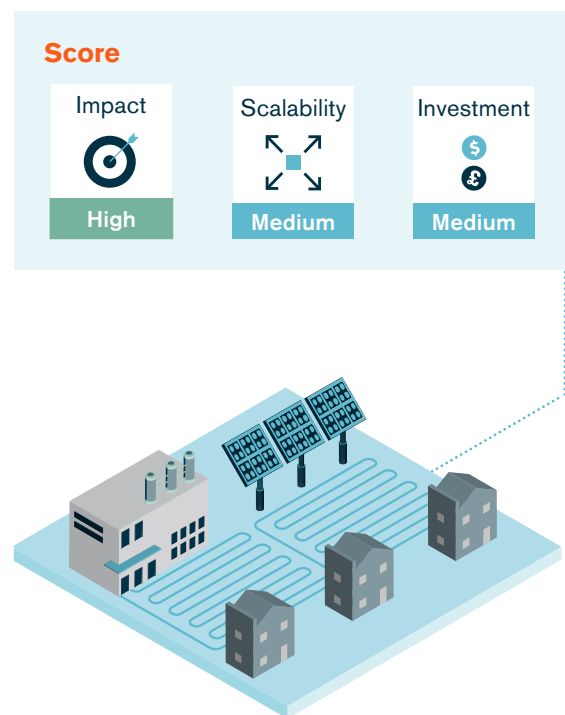 Score
Impact
Scalability
Investment
$
£
High
Medium
Medium